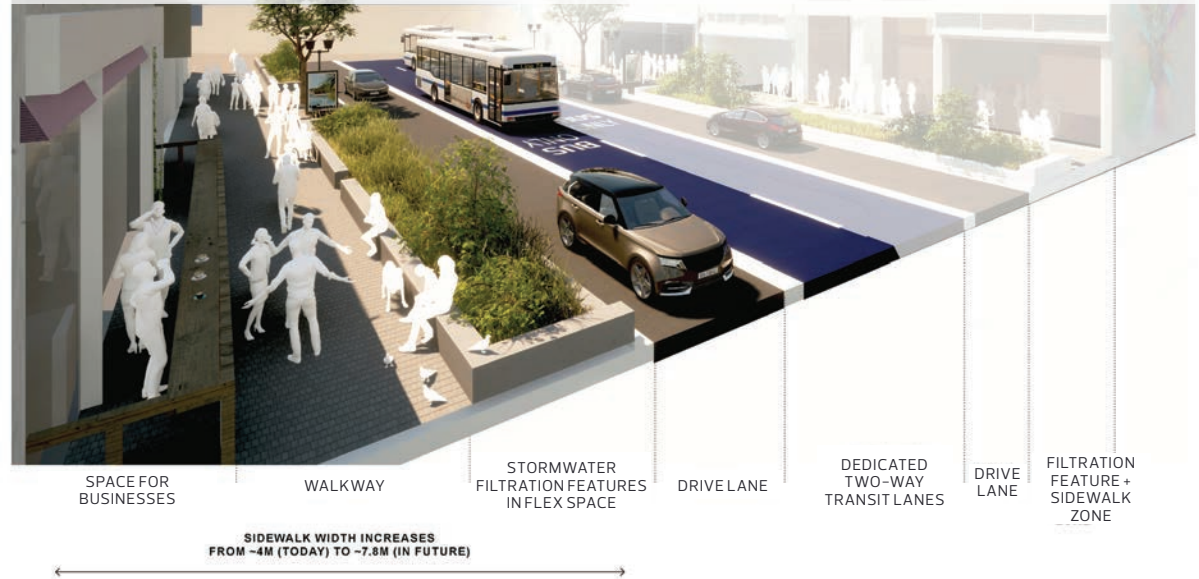 BUS
ONLY
SPACE FOR
BUSINESSES
WALKWAY
STORMWATER
FILTRATION FEATURES
IN FLEX SPACE
DRIVE LANE
DEDICATED
TWO-WAY
TRANSIT LANES
DRIVE
LANE
FILTRATION
FEATURE +
SIDEWALK
ZONE
SIDEWALK WIDTH INCREASES
FROM ~4M (TODAY) TO ~7.8M (IN FUTURE)